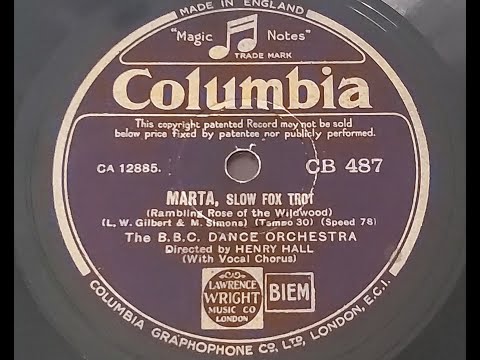 MADE IN ENGLAND
"Magic Notes"
TRADE MARK
Columbia
This copyright patented Record may not be sold
below price fixed by patentee nor publicly performed.
CA 12885.
CB 487
MARTA, SLOW FOX TROT
(Rambling Rose of the Wildwood)
(L. W. Gilbert & M. Simons) (Tempo 30) (Speed 78)
The B.B.C. DANCE ORCHESTRA
Directed by HENRY HALL
(With Vocal Chorus)
LAWRENCE
WRIGHT
MUSIC CO
LONDON
BIEM
COLUMBIA GRAPHOPHONE CO, LTD, LONDON, E.C.1.